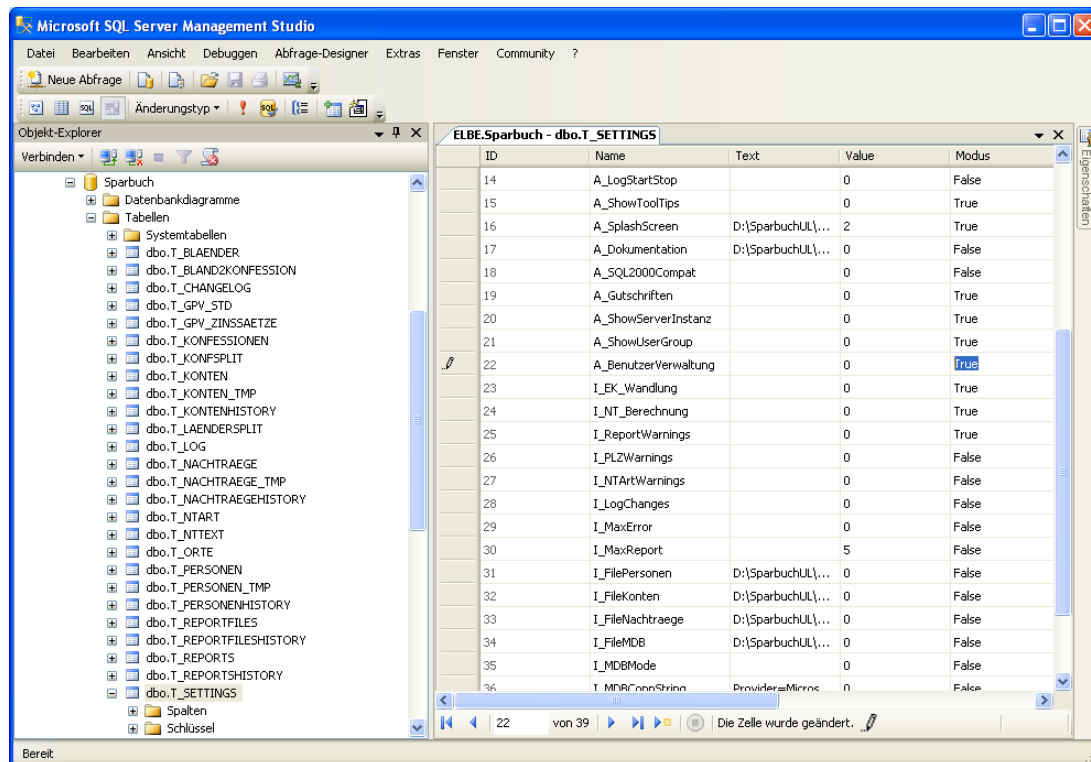 Microsoft SQL Server Management Studio
Datei Bearbeiten Ansicht Debuggen Abfrage-Designer Extras Fenster Community ?
Neue Abfrage
SQL Änderungstyp SQL
Objekt-Explorer
Verbinden
Sparbuch
Datenbankdiagramme
Tabellen
Systemtabellen
dbo.T_BLAENDER
dbo.T_BLAND2KONFESSION
dbo.T_CHANGELOG
dbo.T_GPV_STD
dbo.T_GPV_ZINSSAETZE
dbo.T_KONFESSIONEN
dbo.T_KONFSPLIT
dbo.T_KONTEN
dbo.T_KONTEN_TMP
dbo.T_KONTENHISTORY
dbo.T_LAENDERSPLIT
dbo.T_LOG
dbo.T_NACHTRAEGE
dbo.T_NACHTRAEGE_TMP
dbo.T_NACHTRAEGEHISTORY
dbo.T_NTART
dbo.T_NTTEXT
dbo.T_ORTE
dbo.T_PERSONEN
dbo.T_PERSONEN_TMP
dbo.T_PERSONENHISTORY
dbo.T_REPORTFILES
dbo.T_REPORTFILESHISTORY
dbo.T_REPORTS
dbo.T_REPORTSHISTORY
dbo.T_SETTINGS
Spalten
Schlüssel
ELBE.Sparbuch - dbo.T_SETTINGS
ID Name Text Value Modus
14 A_LogStartStop 0 False
15 A_ShowToolTips 0 True
16 A_SplashScreen D:\SparbuchUL\... 2 True
17 A_Dokumentation D:\SparbuchUL\... 0 False
18 A_SQL2000Compat 0 False
19 A_Gutschriften 0 True
20 A_ShowServerInstanz 0 True
21 A_ShowUserGroup 0 True
22 A_BenutzerVerwaltung 0 True
23 I_EK_Wandlung 0 True
24 I_NT_Berechnung 0 True
25 I_ReportWarnings 0 True
26 I_PLZWarnings 0 False
27 I_NTArtWarnings 0 False
28 I_LogChanges 0 False
29 I_MaxError 0 False
30 I_MaxReport 5 False
31 I_FilePersonen D:\SparbuchUL\... 0 False
32 I_FileKonten D:\SparbuchUL\... 0 False
33 I_FileNachtraege D:\SparbuchUL\... 0 False
34 I_FileMDB D:\SparbuchUL\... 0 False
35 I_MDBMode 0 False
36 I_MDBConnString Provider=Micros... 0 False
22 von 39 Die Zelle wurde geändert.
Eigenschaften
Bereit